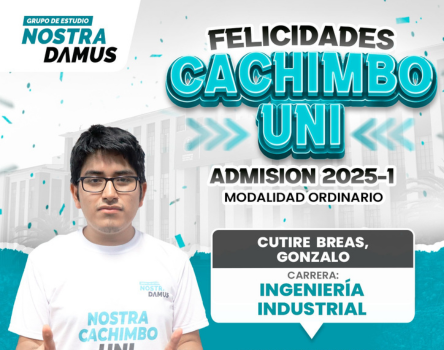 GRUPO DE ESTUDIO
NOSTRA
DAMUS
FELICIDADES
CACHIMBO
UNI
ADMISION 2025-1
MODALIDAD ORDINARIO
CUTIRE BREAS,
GONZALO
CARRERA:
INGENIERÍA
INDUSTRIAL
NOSTRA
DAMUS
NOSTRA
CACHIMBO
UNI